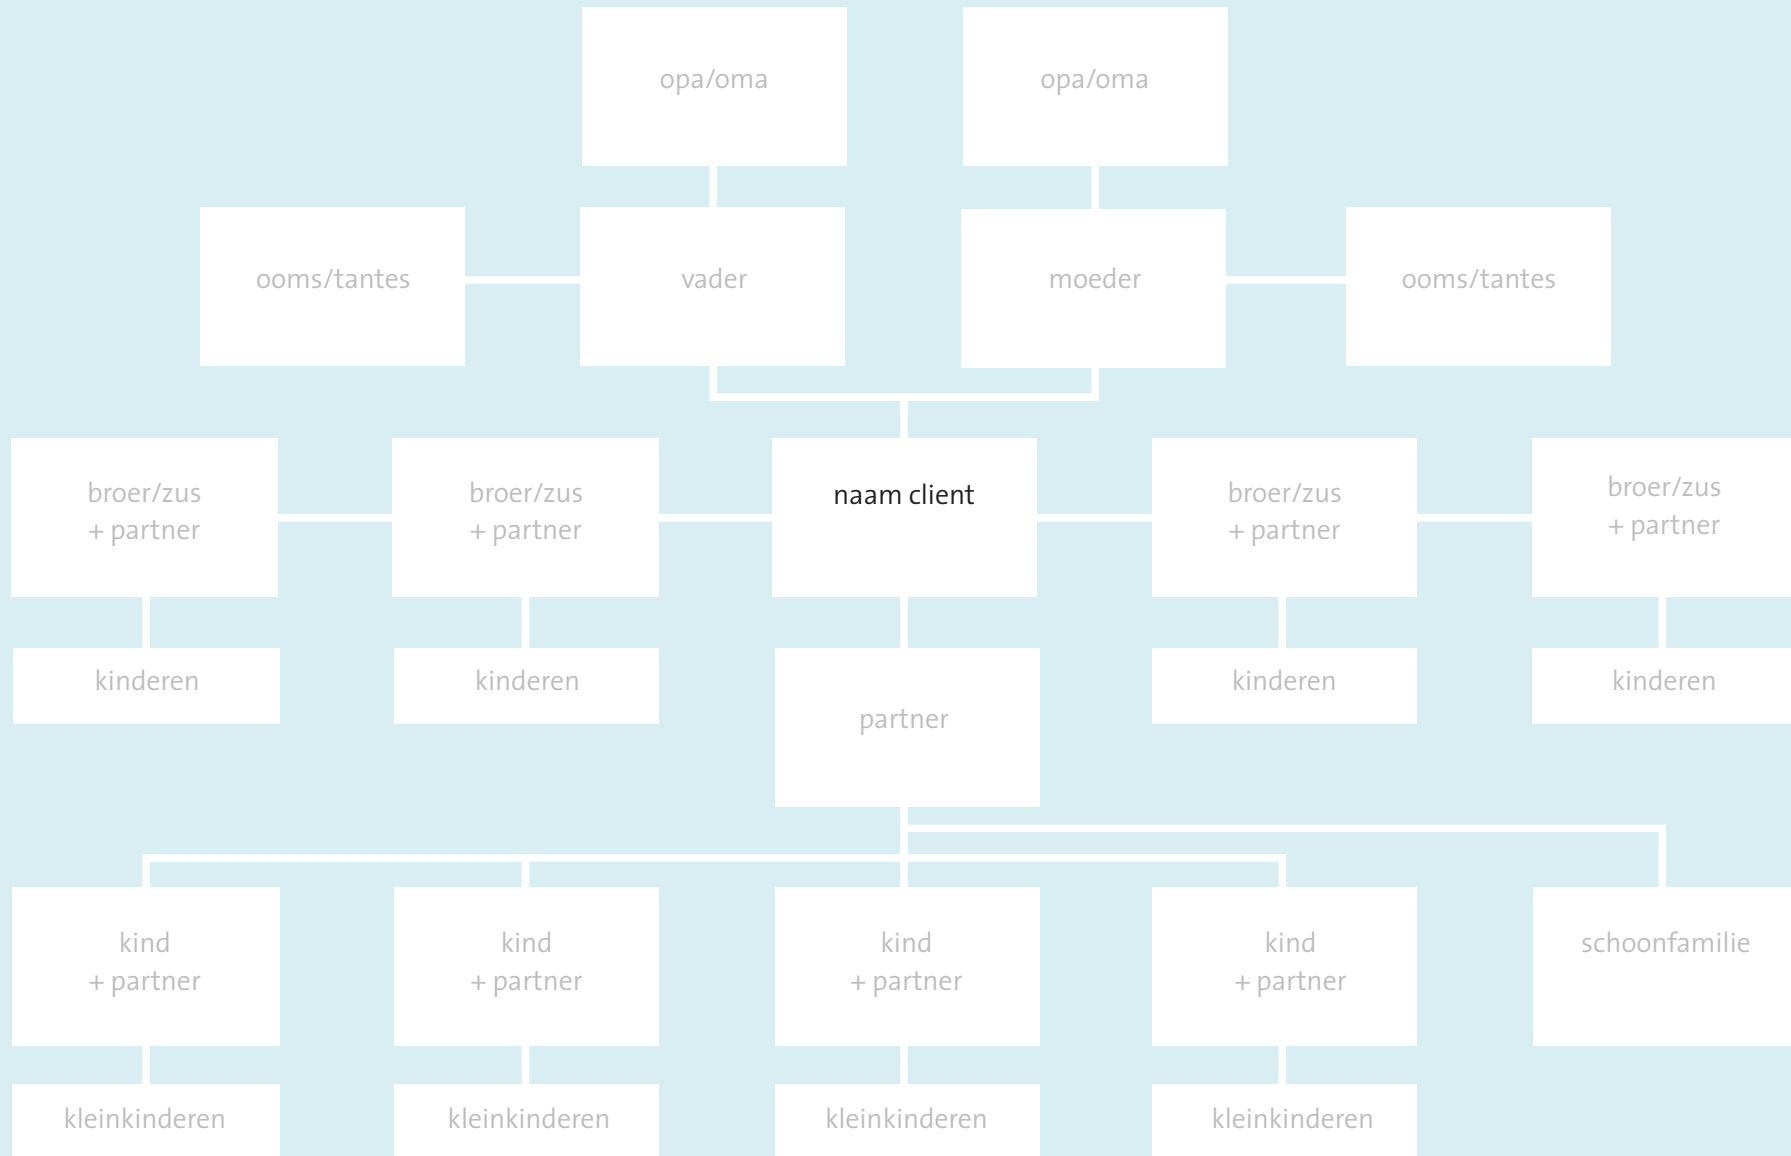 opa/oma
opa/oma
ooms/tantes
vader
moeder
ooms/tantes
broer/zus
+ partner
broer/zus
+ partner
naam client
broer/zus
+ partner
broer/zus
+ partner
kinderen
kinderen
partner
kinderen
kinderen
kind
+ partner
kind
+ partner
kind
+ partner
kind
+ partner
schoonfamilie
kleinkinderen
kleinkinderen
kleinkinderen
kleinkinderen